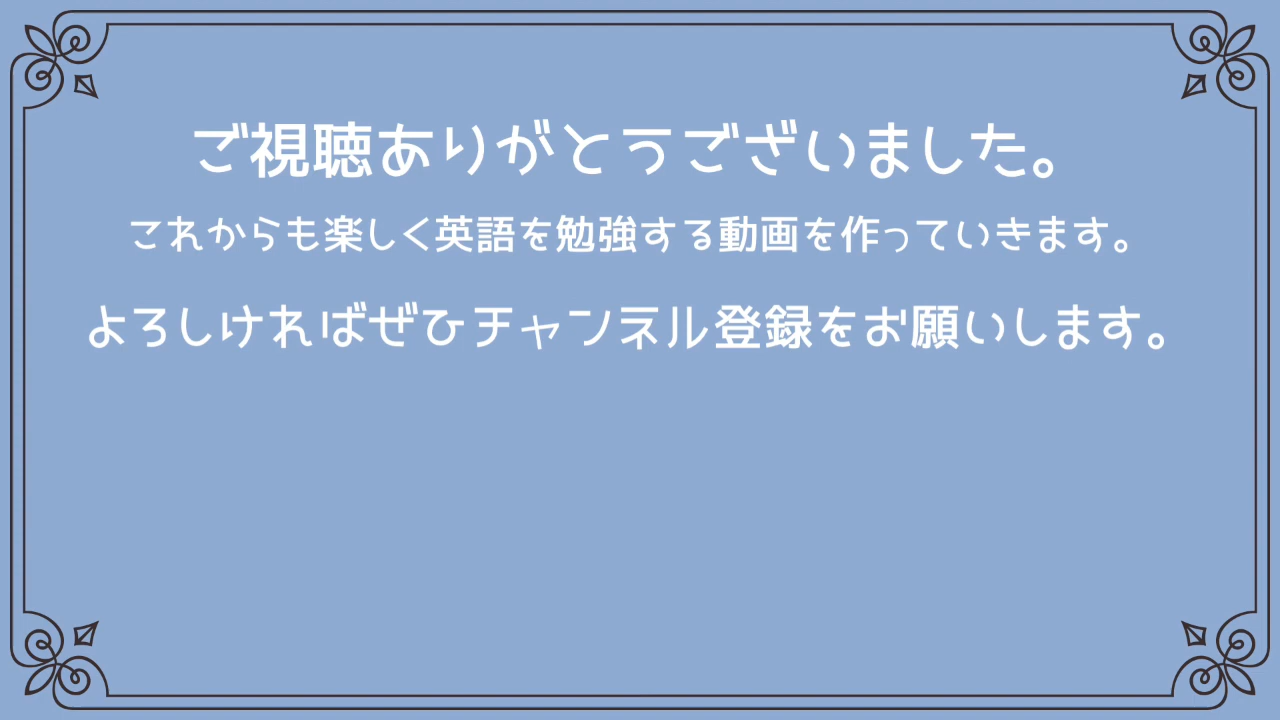 ご視聴ありがとうございました。
これからも楽しく英語を勉強する動画を作っていきます。
よろしければぜひチャンネル登録をお願いします。